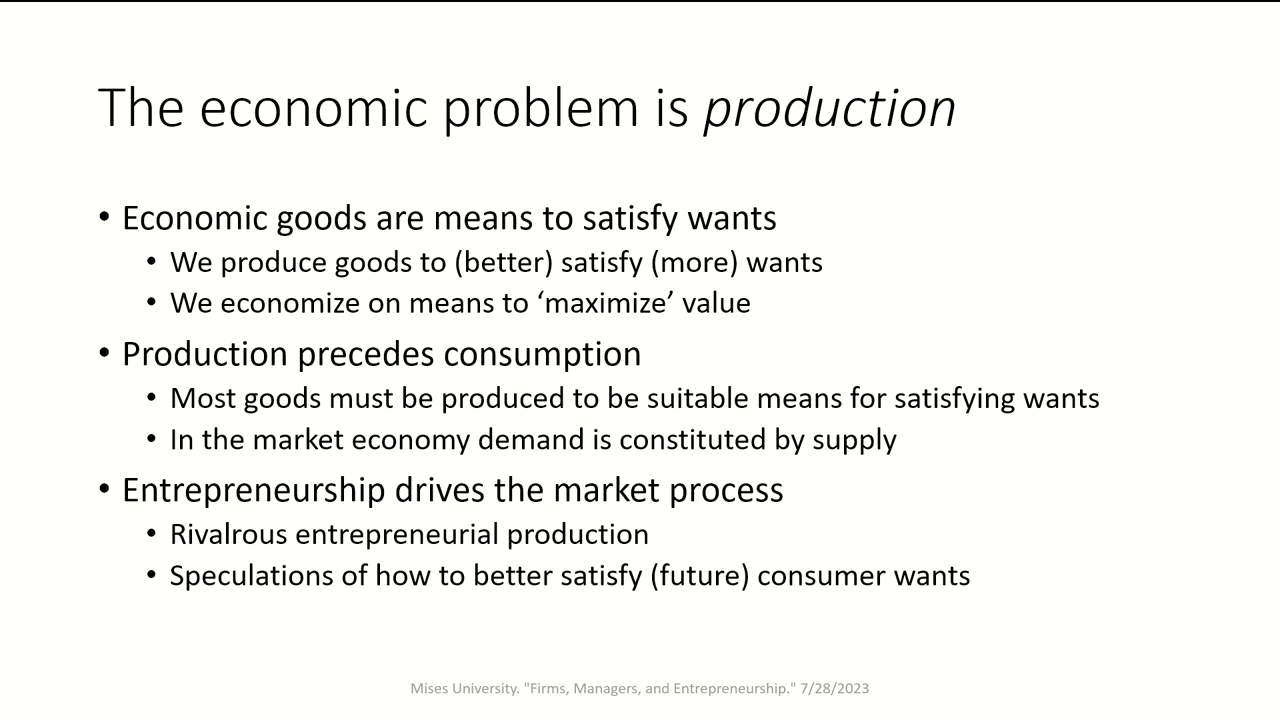 The economic problem is production
• Economic goods are means to satisfy wants
• We produce goods to (better) satisfy (more) wants
• We economize on means to ‘maximize’ value
• Production precedes consumption
• Most goods must be produced to be suitable means for satisfying wants
• In the market economy demand is constituted by supply
• Entrepreneurship drives the market process
• Rivalrous entrepreneurial production
• Speculations of how to better satisfy (future) consumer wants
Mises University. "Firms, Managers, and Entrepreneurship." 7/28/2023